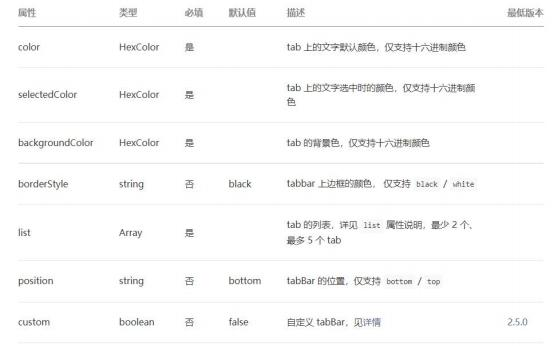 属性 类型 必填 默认值 描述 最低版本
color HexColor 是 tab 上的文字默认颜色，仅支持十六进制颜色
selectedColor HexColor 是 tab 上的文字选中时的颜色，仅支持十六进制颜
色
backgroundColor HexColor 是 tab 的背景色，仅支持十六进制颜色
borderStyle string 否 black tabbar 上边框的颜色， 仅支持 black / white
list Array 是 tab 的列表，详见 list 属性说明，最少 2 个、
最多 5 个 tab
position string 否 bottom tabBar 的位置，仅支持 bottom / top
custom boolean 否 false 自定义 tabBar，见详情 2.5.0